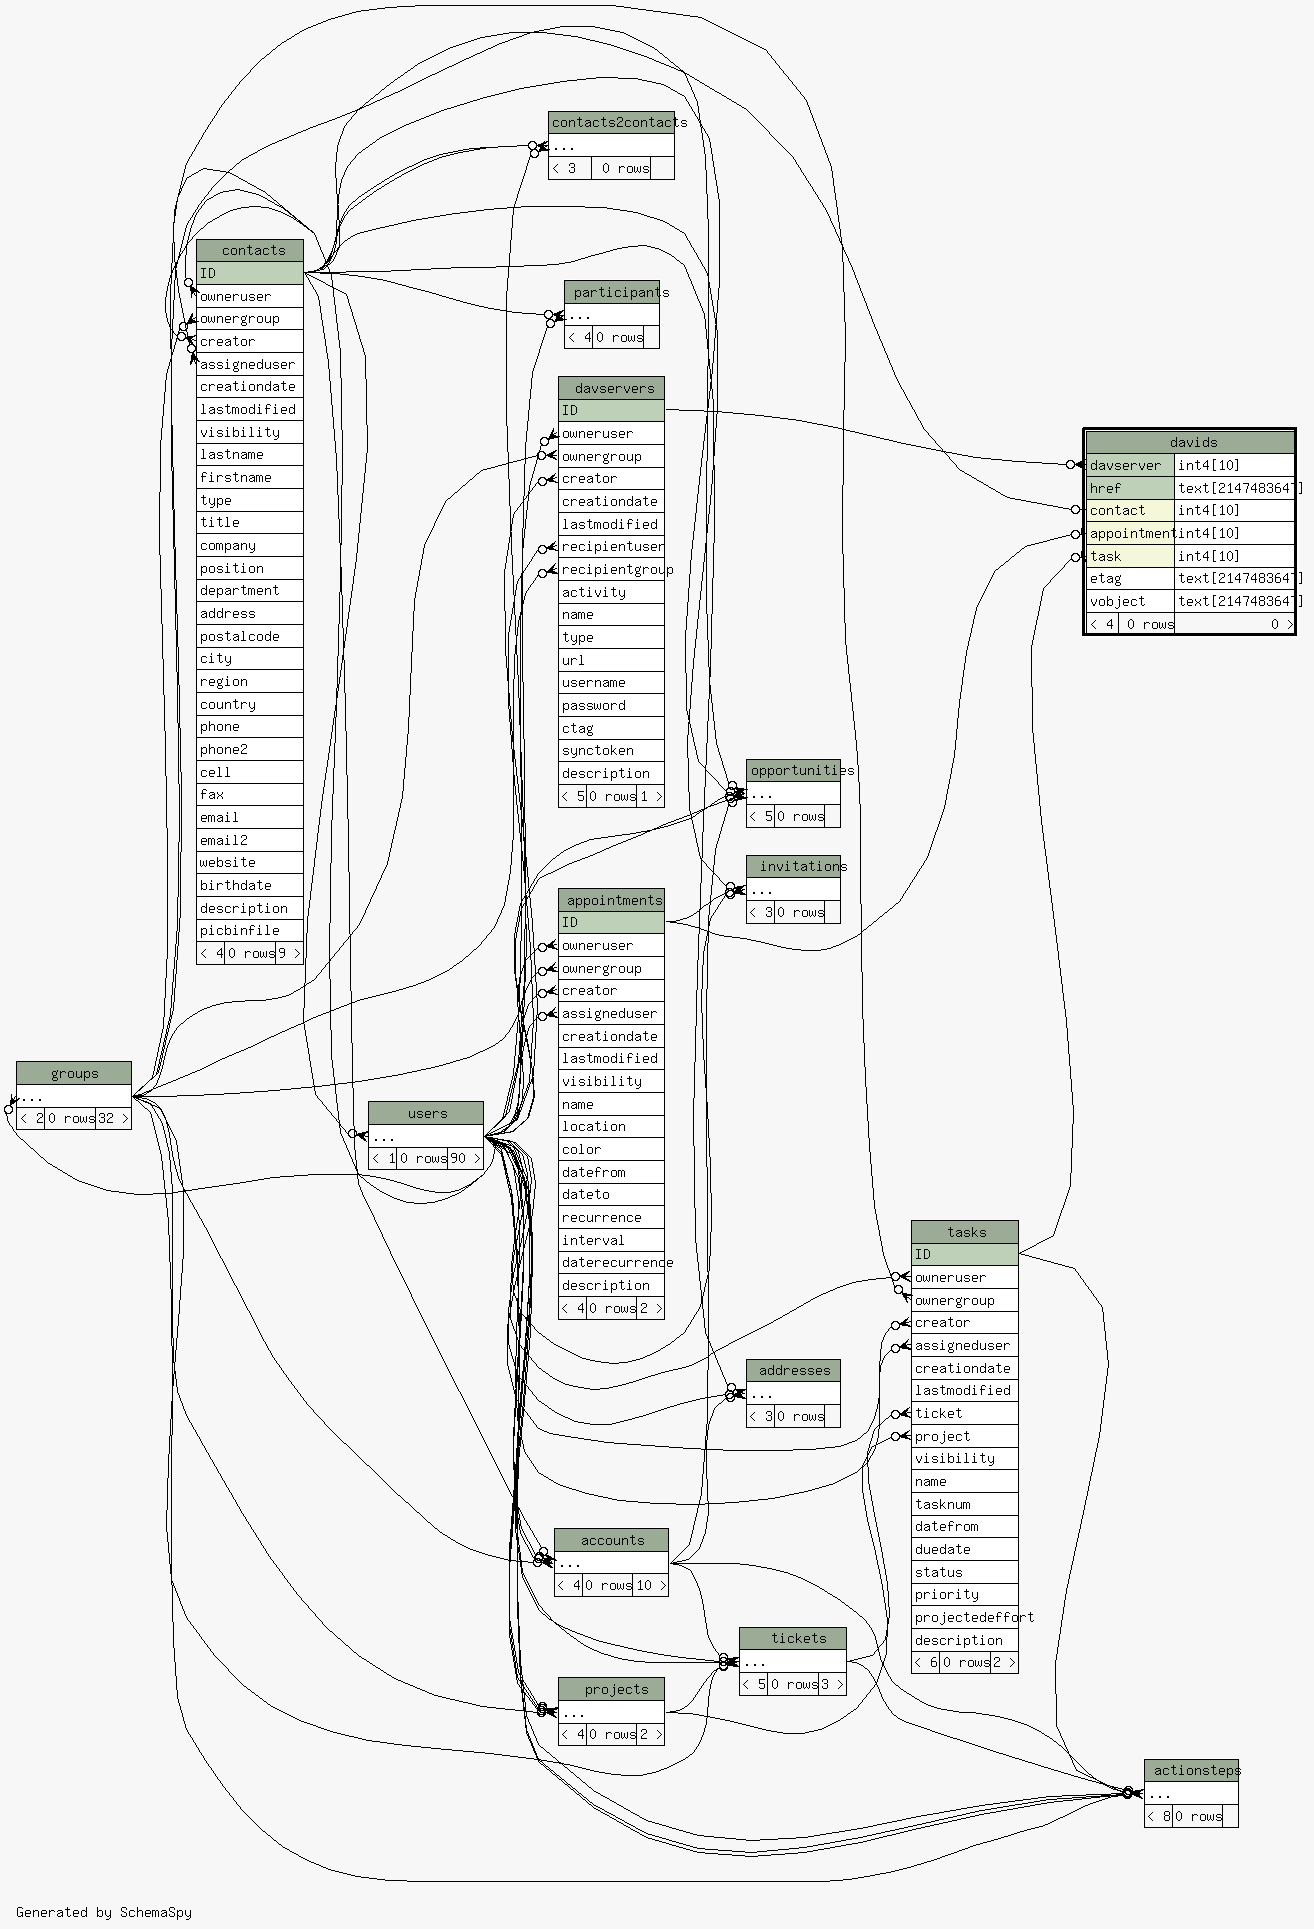 contacts2contacts
...
< 3 0 rows
contacts
ID
owneruser
ownergroup
creator
assigneduser
creationdate
lastmodified
visibility
lastname
firstname
type
title
company
position
department
address
postalcode
city
region
country
phone
phone2
cell
fax
email
email2
website
birthdate
description
picbinfile
< 4 0 rows 9 >
participants
...
< 4 0 rows
davservers
ID
owneruser
ownergroup
creator
creationdate
lastmodified
recipientuser
recipientgroup
activity
name
type
url
username
password
ctag
synctoken
description
< 5 0 rows 1 >
davids
davserver int4[10]
href text[2147483647]
contact int4[10]
appointment int4[10]
task int4[10]
etag text[2147483647]
vobject text[2147483647]
< 4 0 rows 0 >
opportunities
...
< 5 0 rows
invitations
...
< 3 0 rows
appointments
ID
owneruser
ownergroup
creator
assigneduser
creationdate
lastmodified
visibility
name
location
color
datefrom
dateto
recurrence
interval
daterecurrence
description
< 4 0 rows 2 >
groups
...
< 2 0 rows 32 >
users
...
< 1 0 rows 90 >
tasks
ID
owneruser
ownergroup
creator
assigneduser
creationdate
lastmodified
ticket
project
visibility
name
tasknum
datefrom
duedate
status
priority
projectedeffort
description
< 6 0 rows 2 >
addresses
...
< 3 0 rows
accounts
...
< 4 0 rows 10 >
tickets
...
< 5 0 rows 3 >
projects
...
< 4 0 rows 2 >
actionsteps
...
< 8 0 rows
Generated by SchemaSpy